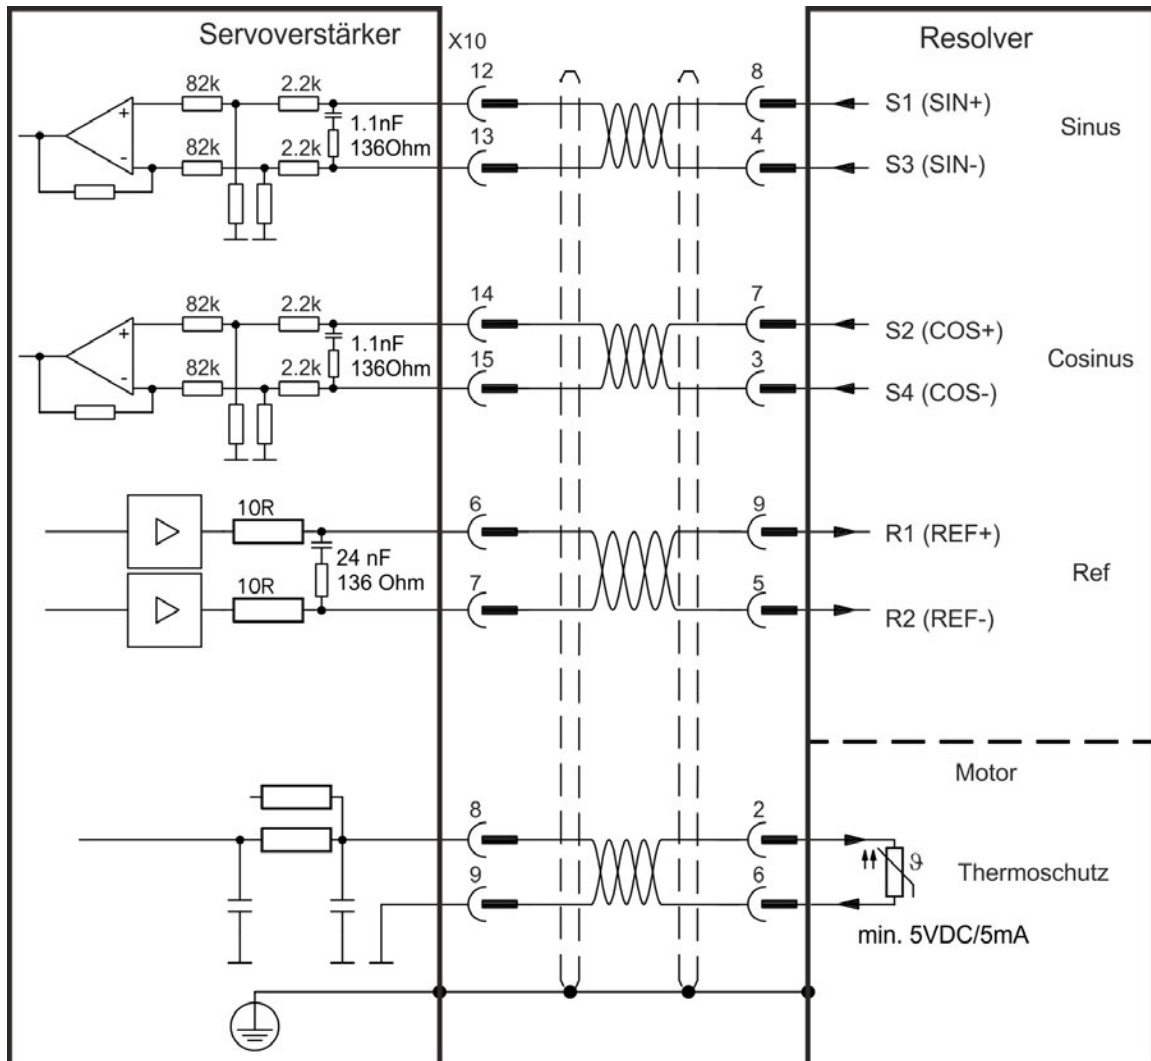 Servoverstärker
X10
Resolver
82k
2.2k
12
8
+
1.1nF
136Ohm
S1 (SIN+)
Sinus
-
82k
2.2k
13
4
S3 (SIN-)
82k
2.2k
14
7
+
1.1nF
136Ohm
S2 (COS+)
Cosinus
-
82k
2.2k
15
3
S4 (COS-)
10R
6
9
24 nF
136 Ohm
R1 (REF+)
Ref
10R
7
5
R2 (REF-)
Motor
8
2
ϑ
Thermoschutz
9
6
min. 5VDC/5mA